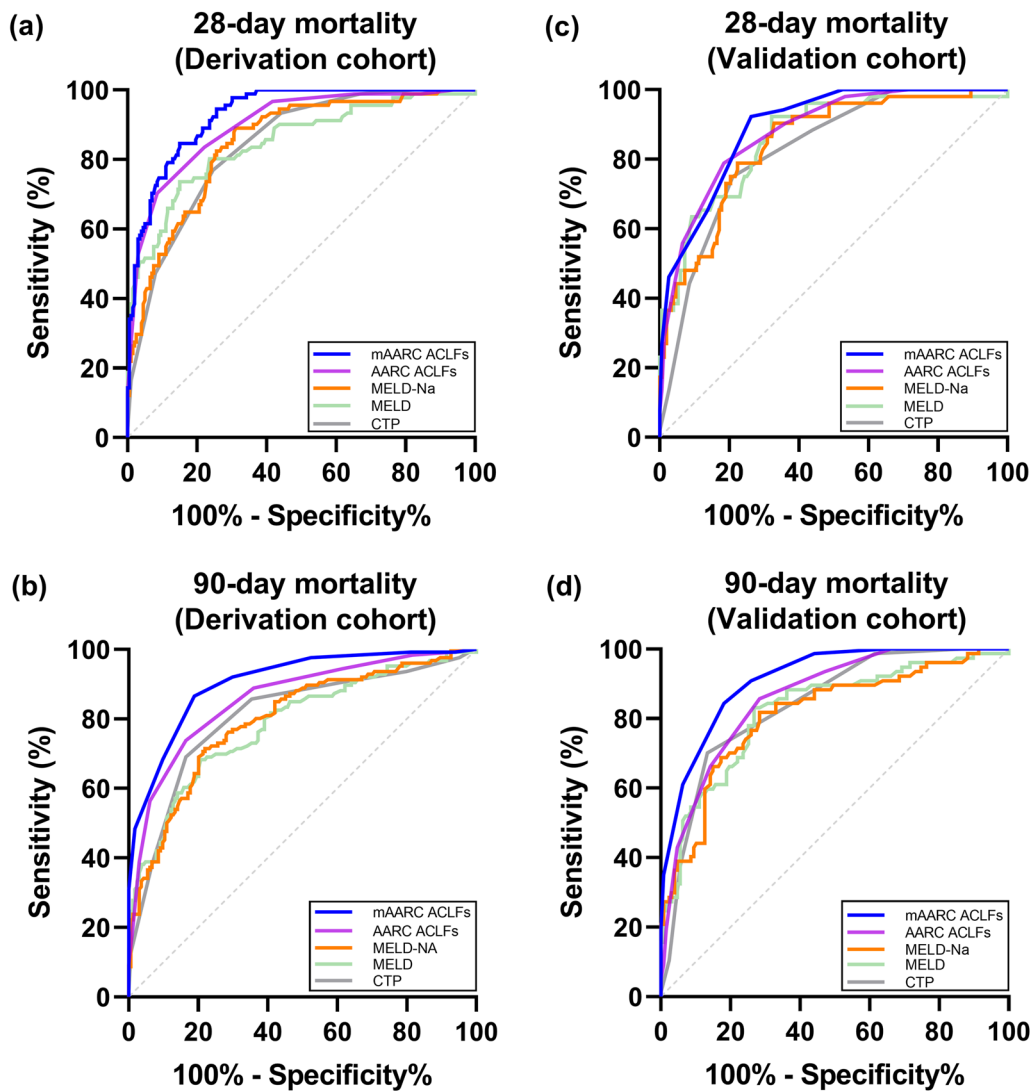 (a)
28-day mortality
(Derivation cohort)
100
80
60
40
20
0
Sensitivity (%)
mAARC ACLFs
AARC ACLFs
MELD-Na
MELD
CTP
0 20 40 60 80 100
100% - Specificity%
(c)
28-day mortality
(Validation cohort)
100
80
60
40
20
0
Sensitivity (%)
mAARC ACLFs
AARC ACLFs
MELD-Na
MELD
CTP
0 20 40 60 80 100
100% - Specificity%
(b)
90-day mortality
(Derivation cohort)
100
80
60
40
20
0
Sensitivity (%)
mAARC ACLFs
AARC ACLFs
MELD-NA
MELD
CTP
0 20 40 60 80 100
100% - Specificity%
(d)
90-day mortality
(Validation cohort)
100
80
60
40
20
0
Sensitivity (%)
mAARC ACLFs
AARC ACLFs
MELD-Na
MELD
CTP
0 20 40 60 80 100
100% - Specificity%